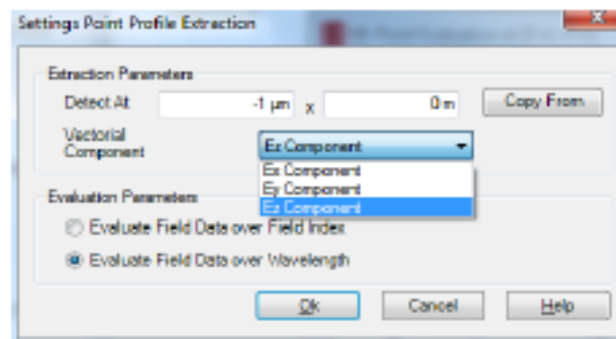 Settings Point Profile Extraction
Extraction Parameters
Detect At -1 µm x 0 m Copy From
Vectorial
Component
Ez Component
Ex Component
Ey Component
Ez Component
Evaluation Parameters
Evaluate Field Data over Field Index
Evaluate Field Data over Wavelength
Ok Cancel Help